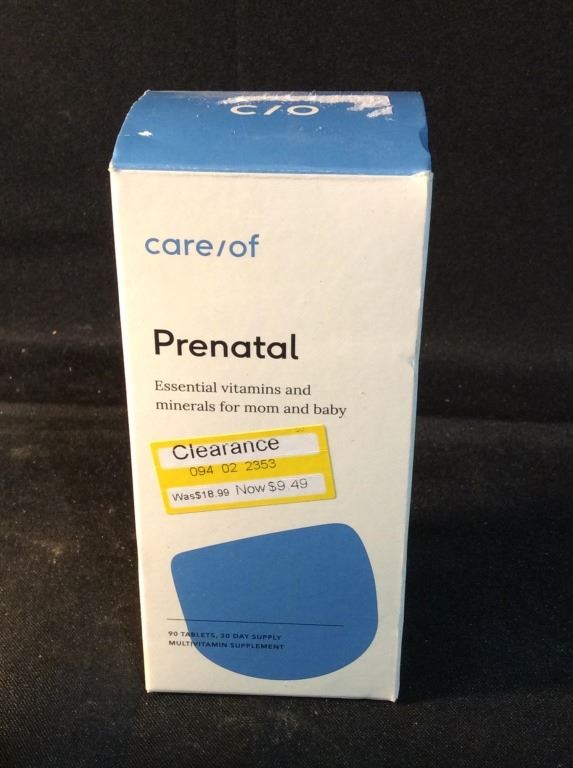 c/o
care/of
Prenatal
Essential vitamins and
minerals for mom and baby
Clearance
094 02 2353
Was$18.99 Now $9.49
90 TABLETS, 30 DAY SUPPLY
MULTIVITAMIN SUPPLEMENT